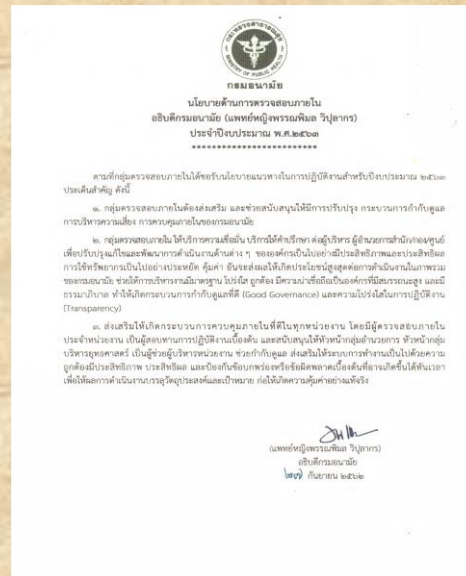 กระทรวงสาธารณสุข
MINISTRY OF PUBLIC HEALTH
กรมอนามัย
นโยบายด้านการตรวจสอบภายใน
อธิบดีกรมอนามัย (แพทย์หญิงพรรณพิมล วิปุลากร)
ประจำปีงบประมาณ พ.ศ.๒๕๖๓
*************************
ตามที่กลุ่มตรวจสอบภายในได้ขอรับนโยบายแนวทางในการปฏิบัติงานสำหรับปีงบประมาณ ๒๕๖๓
ประเด็นสำคัญ ดังนี้
๑. กลุ่มตรวจสอบภายในต้องส่งเสริม และช่วยสนับสนุนให้มีการปรับปรุง กระบวนการกำกับดูแล
การบริหารความเสี่ยง การควบคุมภายในของกรมอนามัย
๒. กลุ่มตรวจสอบภายใน ให้บริการความเชื่อมั่น บริการให้คำปรึกษา ต่อผู้บริหาร ผู้อำนวยการสำนัก/กอง/ศูนย์
เพื่อปรับปรุงแก้ไขและพัฒนาการดำเนินงานด้านต่าง ๆ ขององค์กรเป็นไปอย่างมีประสิทธิภาพและประสิทธิผล
การใช้ทรัพยากรเป็นไปอย่างประหยัด คุ้มค่า อันจะส่งผลให้เกิดประโยชน์สูงสุดต่อการดำเนินงานในภาพรวม
ของกรมอนามัย ช่วยให้การบริหารงานมีมาตรฐาน โปร่งใส ถูกต้อง มีความน่าเชื่อถือเป็นองค์กรที่มีสมรรถนะสูง และมี
ธรรมาภิบาล ทำให้เกิดกระบวนการกำกับดูแลที่ดี (Good Governance) และความโปร่งใสในการปฏิบัติงาน
(Transparency)
๓. ส่งเสริมให้เกิดกระบวนการควบคุมภายในที่ดีในทุกหน่วยงาน โดยมีผู้ตรวจสอบภายใน
ประจำหน่วยงาน เป็นผู้สอบทานการปฏิบัติงานเบื้องต้น และสนับสนุนให้หัวหน้ากลุ่มอำนวยการ หัวหน้ากลุ่ม
บริหารยุทธศาสตร์ เป็นผู้ช่วยผู้บริหารหน่วยงาน ช่วยกำกับดูแล ส่งเสริมให้ระบบการทำงานเป็นไปด้วยความ
ถูกต้องมีประสิทธิภาพ ประสิทธิผล และป้องกันข้อบกพร่องหรือข้อผิดพลาดเบื้องต้นที่อาจเกิดขึ้นได้ทันเวลา
เพื่อให้ผลการดำเนินงานบรรลุวัตถุประสงค์และเป้าหมาย ก่อให้เกิดความคุ้มค่าอย่างแท้จริง
(แพทย์หญิงพรรณพิมล วิปุลากร)
อธิบดีกรมอนามัย
๒๗ กันยายน ๒๕๖๒